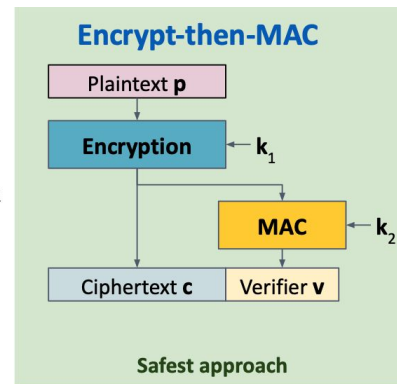 Encrypt-then-MAC
Plaintext p
Encryption
k₁
MAC
k₂
Ciphertext c
Verifier v
Safest approach